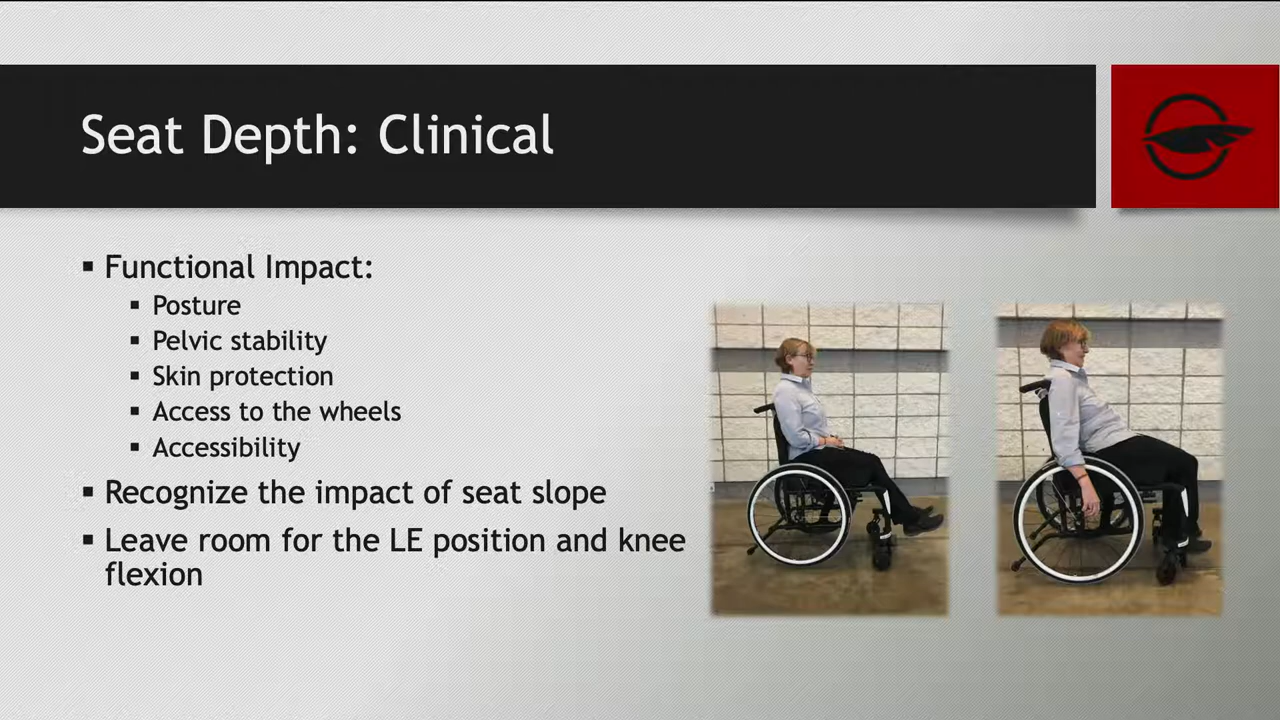 Seat Depth: Clinical
Functional Impact:
Posture
Pelvic stability
Skin protection
Access to the wheels
Accessibility
Recognize the impact of seat slope
Leave room for the LE position and knee
flexion